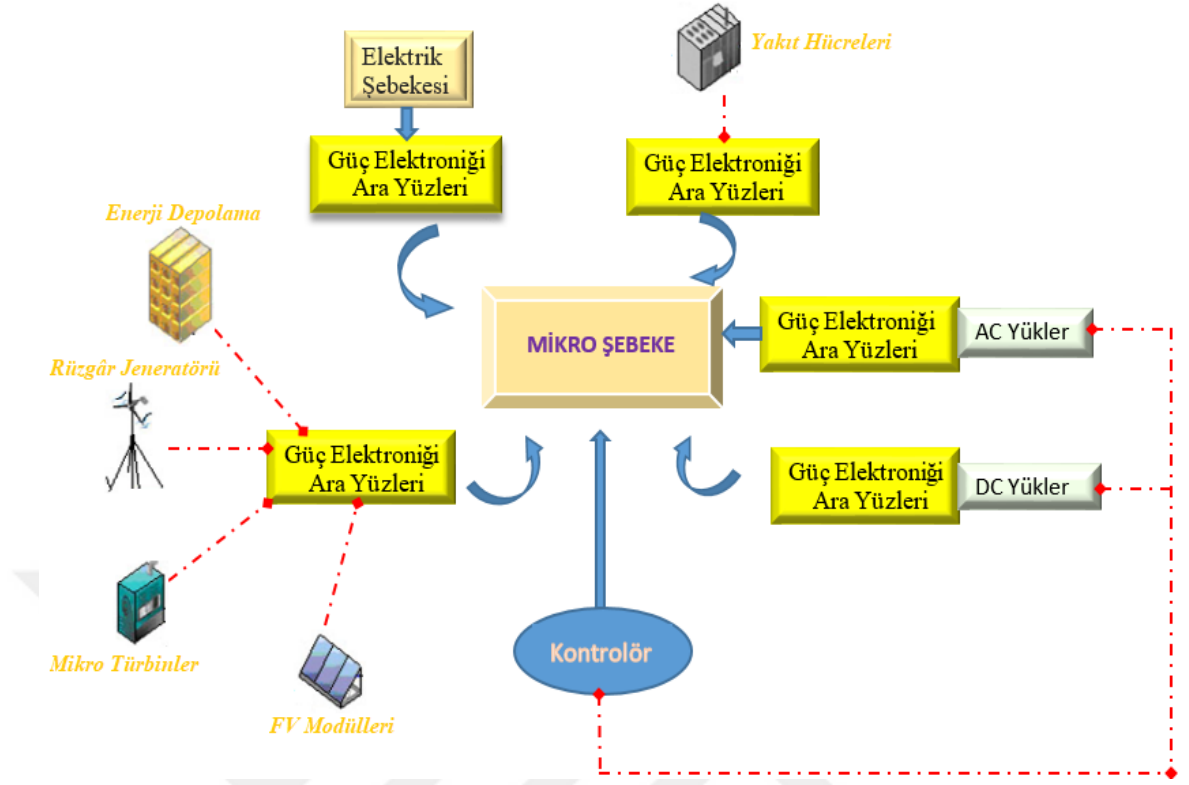 Elektrik
Şebekesi
Yakıt Hücreleri
Güç Elektroniği
Ara Yüzleri
Güç Elektroniği
Ara Yüzleri
Enerji Depolama
MİKRO ŞEBEKE
Güç Elektroniği
Ara Yüzleri
AC Yükler
Rüzgâr Jeneratörü
Güç Elektroniği
Ara Yüzleri
Güç Elektroniği
Ara Yüzleri
DC Yükler
Kontrolör
Mikro Türbinler
FV Modülleri